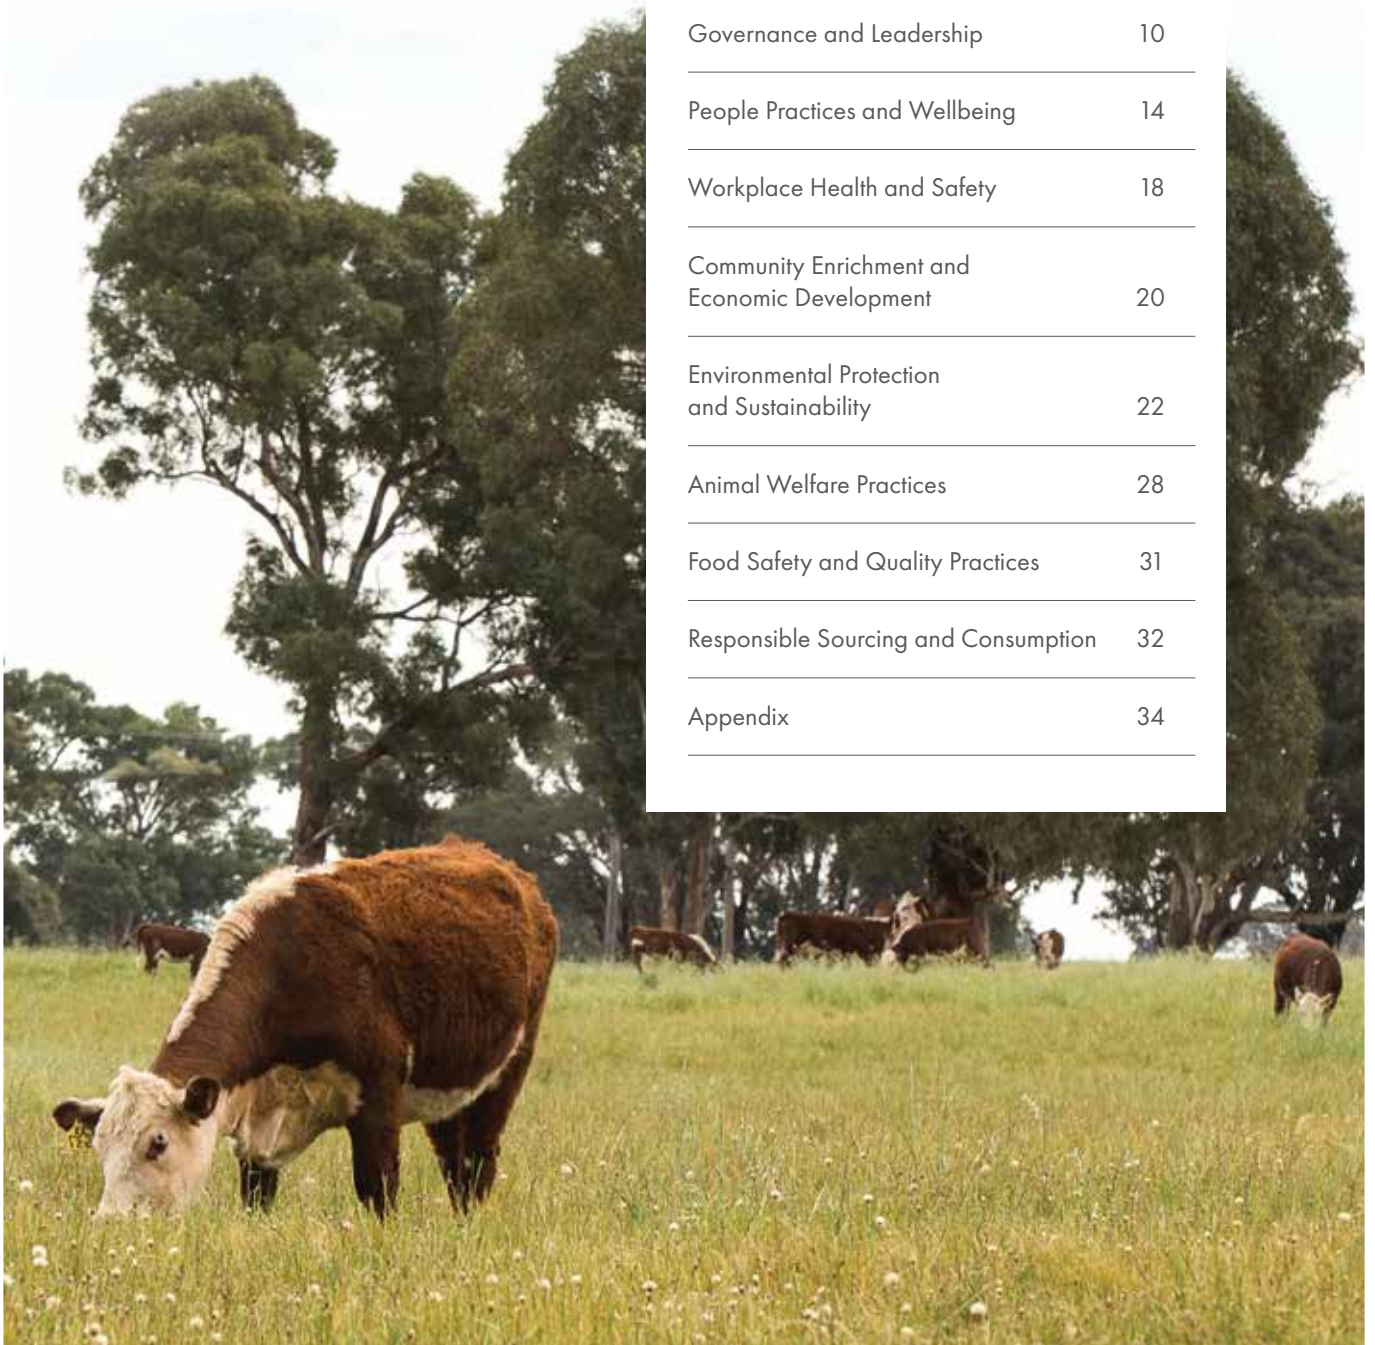 Governance and Leadership 10
People Practices and Wellbeing 14
Workplace Health and Safety 18
Community Enrichment and
Economic Development 20
Environmental Protection
and Sustainability 22
Animal Welfare Practices 28
Food Safety and Quality Practices 31
Responsible Sourcing and Consumption 32
Appendix 34